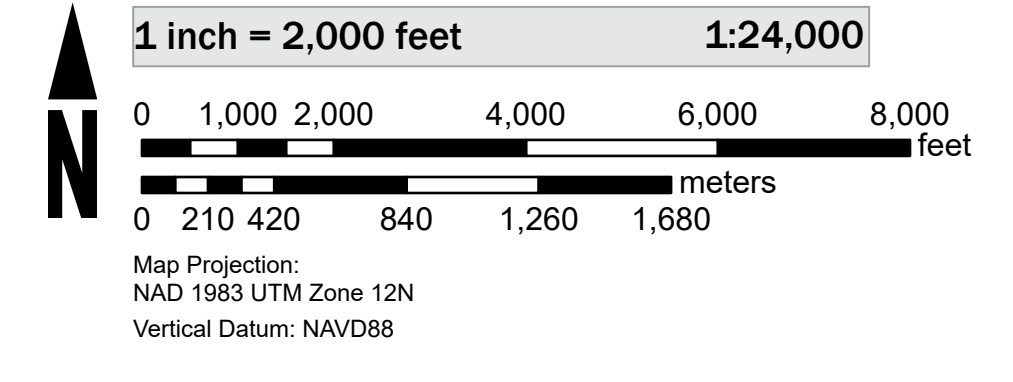 1 inch = 2,000 feet 1:24,000
0 1,000 2,000 4,000 6,000 8,000
feet
meters
0 210 420 840 1,260 1,680
N
Map Projection:
NAD 1983 UTM Zone 12N
Vertical Datum: NAVD88